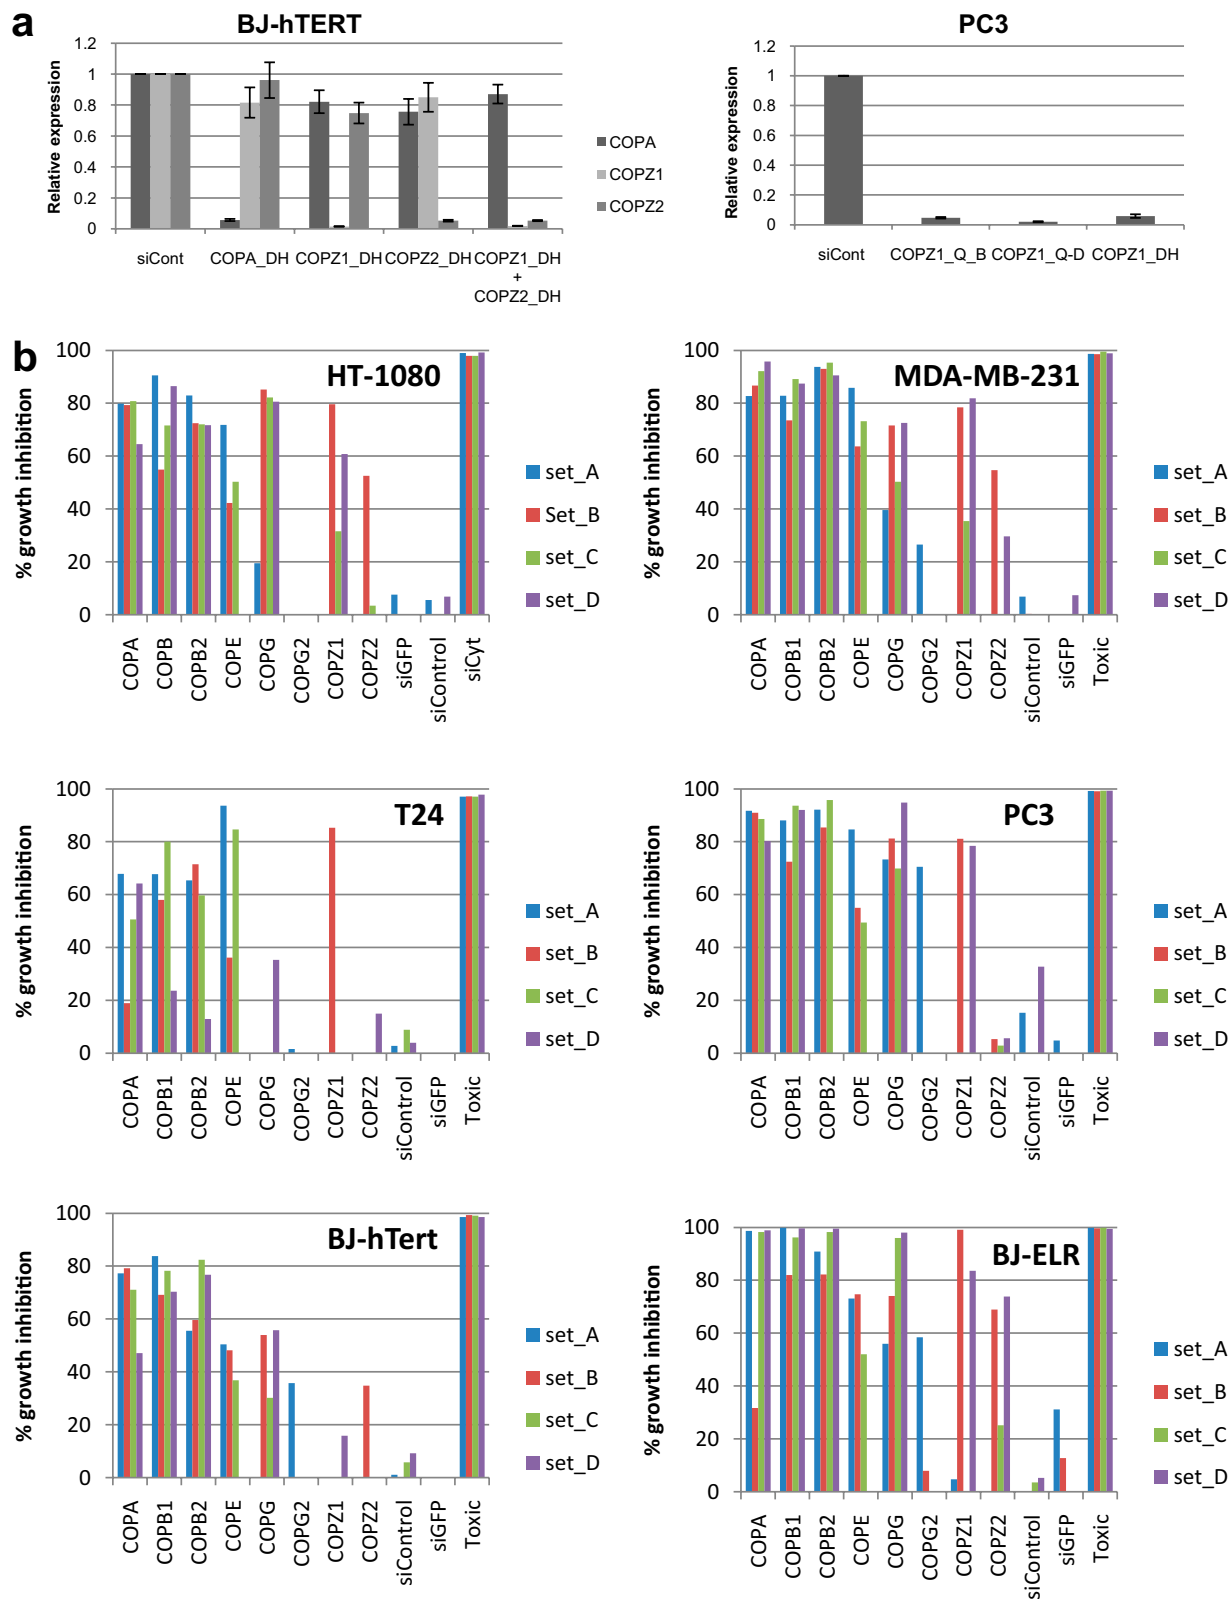 a
BJ-hTERT
Relative expression
1.2
1
0.8
0.6
0.4
0.2
0
siCont
COPA_DH
COPZ1_DH
COPZ2_DH
COPZ1_DH
+
COPZ2_DH
COPA
COPZ1
COPZ2
PC3
Relative expression
1.2
1
0.8
0.6
0.4
0.2
0
siCont
COPZ1_Q_B
COPZ1_Q-D
COPZ1_DH
b
HT-1080
% growth inhibition
100
80
60
40
20
0
COPA
COPB
COPB2
COPE
COPG
COPG2
COPZ1
COPZ2
siGFP
siControl
siCyt
set_A
Set_B
set_C
set_D
MDA-MB-231
% growth inhibition
100
80
60
40
20
0
COPA
COPB1
COPB2
COPE
COPG
COPG2
COPZ1
COPZ2
siControl
siGFP
Toxic
set_A
set_B
set_C
set_D
T24
% growth inhibition
100
80
60
40
20
0
COPA
COPB1
COPB2
COPE
COPG
COPG2
COPZ1
COPZ2
siControl
siGFP
Toxic
set_A
set_B
set_C
set_D
PC3
% growth inhibition
100
80
60
40
20
0
COPA
COPB1
COPB2
COPE
COPG
COPG2
COPZ1
COPZ2
siControl
siGFP
Toxic
set_A
set_B
set_C
set_D
BJ-hTert
% growth inhibition
100
80
60
40
20
0
COPA
COPB1
COPB2
COPE
COPG
COPG2
COPZ1
COPZ2
siControl
siGFP
Toxic
set_A
set_B
set_C
set_D
BJ-ELR
% growth inhibition
100
80
60
40
20
0
COPA
COPB1
COPB2
COPE
COPG
COPG2
COPZ1
COPZ2
siControl
siGFP
Toxic
set_A
set_B
set_C
set_D